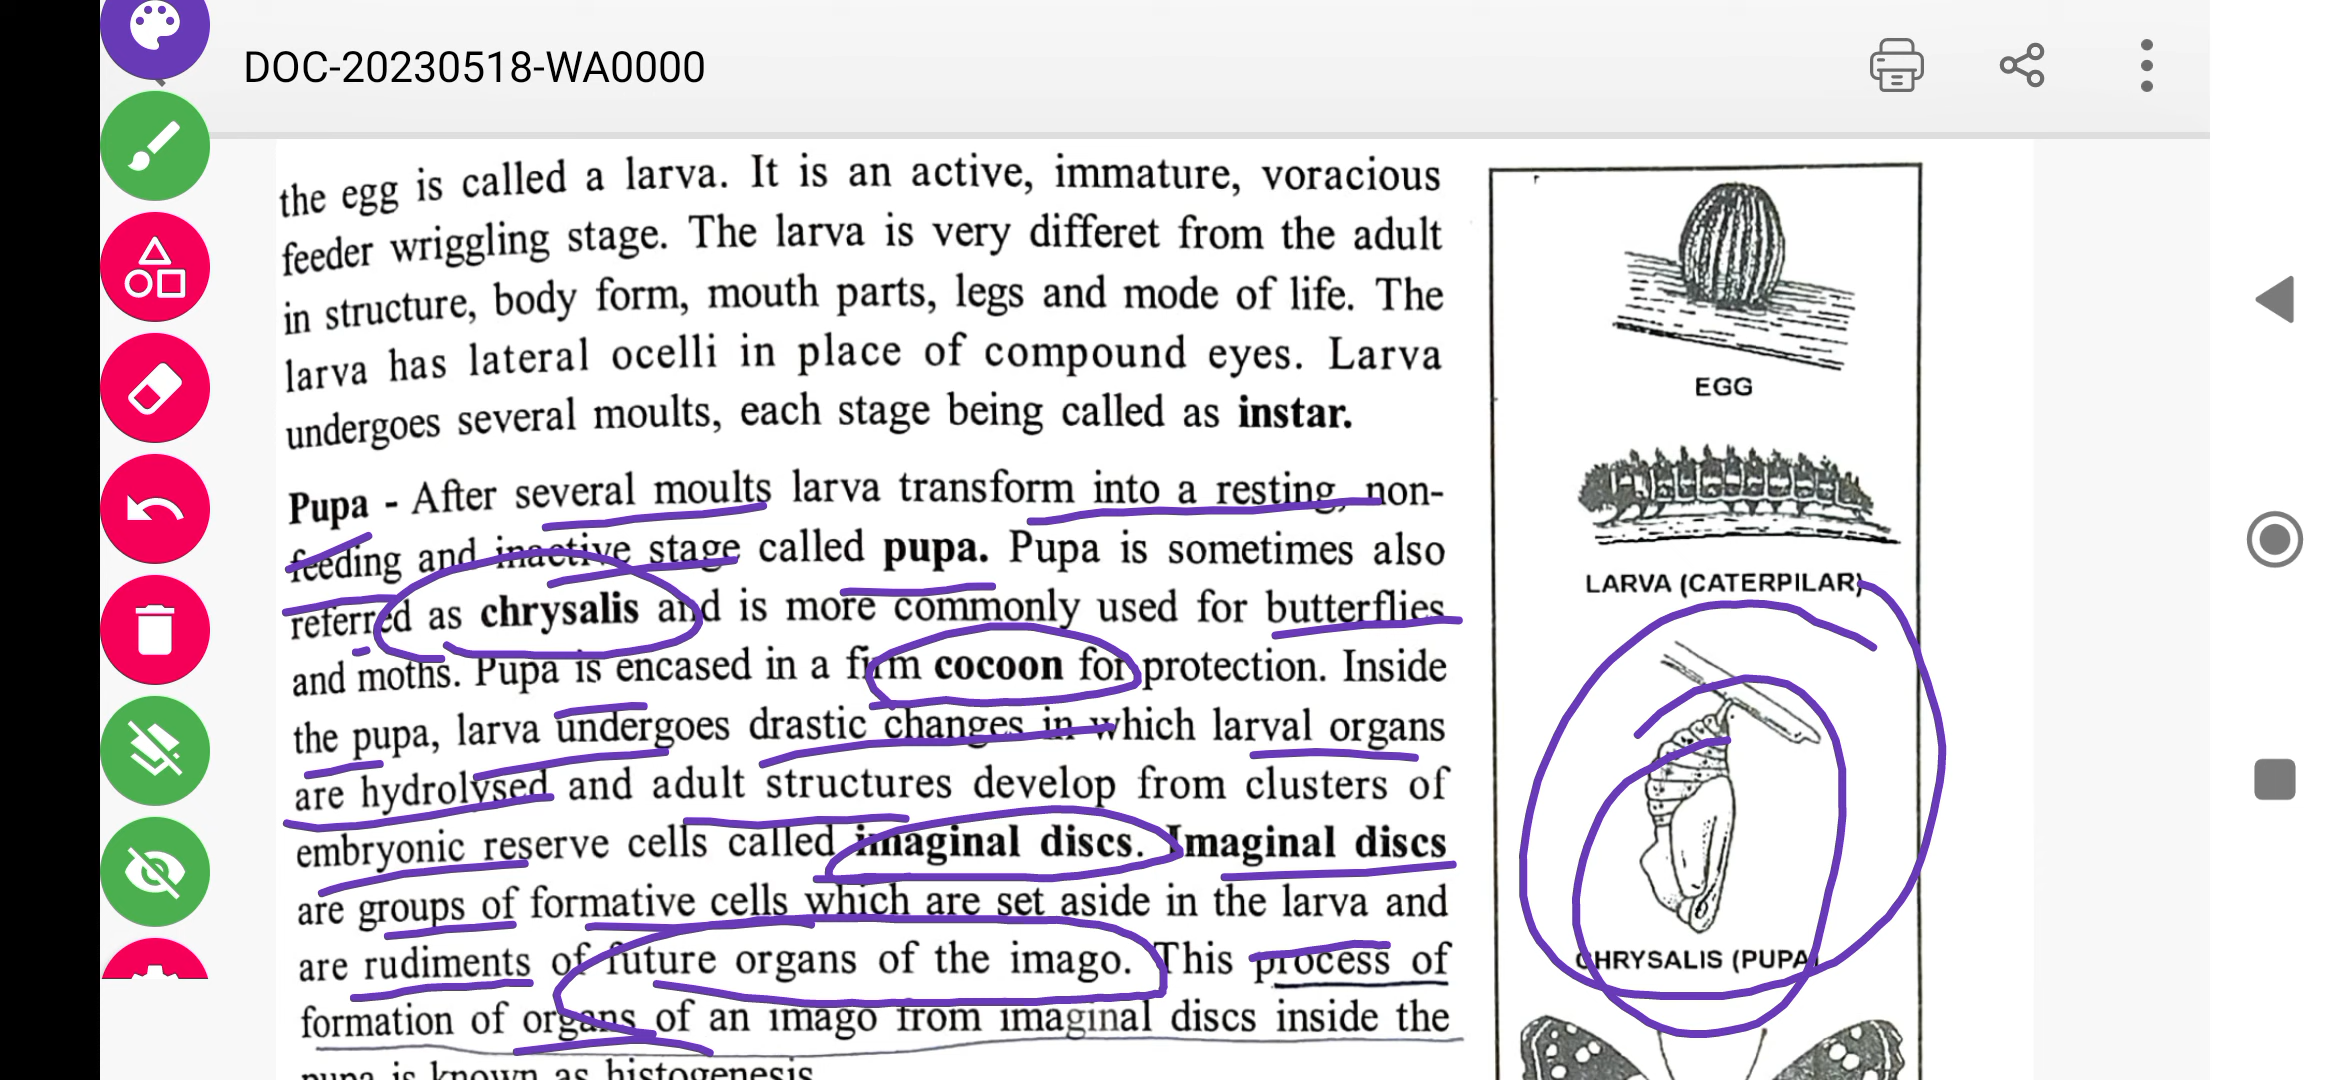 DOC-20230518-WA0000
the egg is called a larva. It is an active, immature, voracious
feeder wriggling stage. The larva is very differet from the adult
in structure, body form, mouth parts, legs and mode of life. The
larva has lateral ocelli in place of compound eyes. Larva
undergoes several moults, each stage being called as instar.
Pupa - After several moults larva transform into a resting, non-
feeding and inactive stage called pupa. Pupa is sometimes also
referred as chrysalis and is more commonly used for butterflies
and moths. Pupa is encased in a firm cocoon for protection. Inside
the pupa, larva undergoes drastic changes in which larval organs
are hydrolysed and adult structures develop from clusters of
embryonic reserve cells called imaginal discs. Imaginal discs
are groups of formative cells which are set aside in the larva and
are rudiments of future organs of the imago. This process of
formation of organs of an imago from imaginal discs inside the
pupa is known as histogenesis
EGG
LARVA (CATERPILAR)
CHRYSALIS (PUPA)